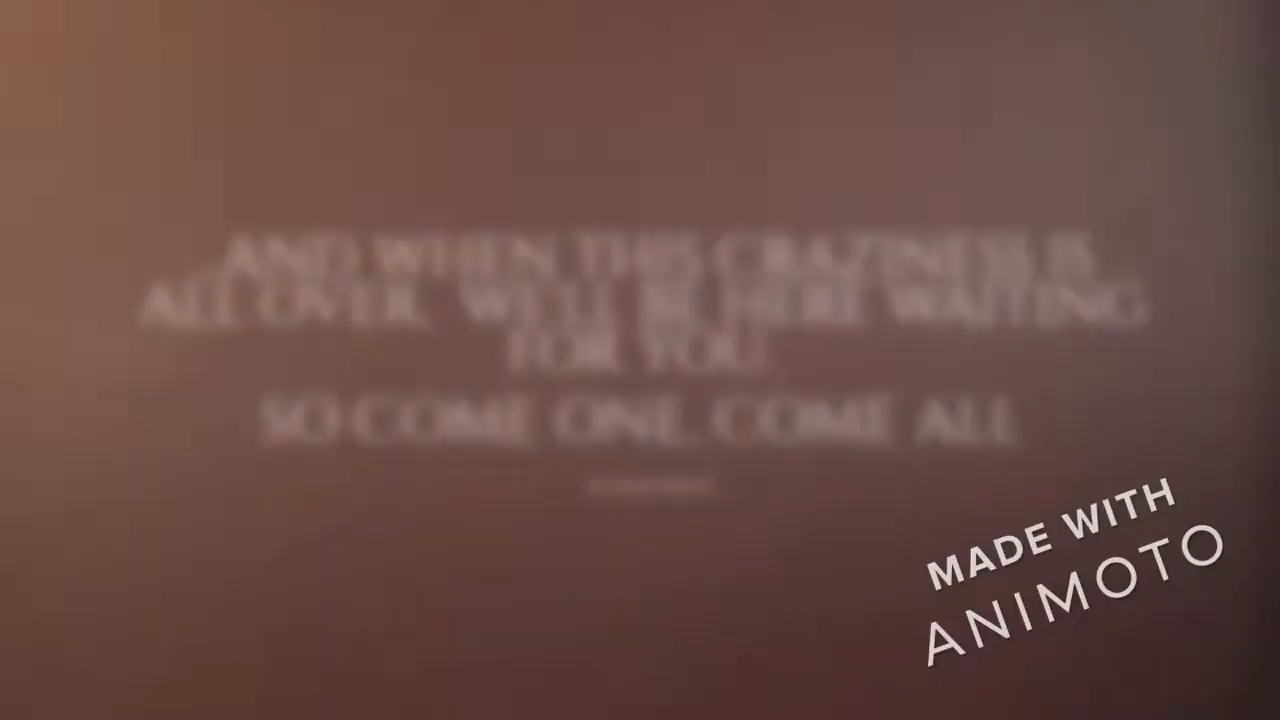 AND WHEN THIS CRAZINESS IS
ALL OVER, WE'LL BE HERE WAITING
FOR YOU
SO COME ONE, COME ALL
MADE WITH
ANIMOTO